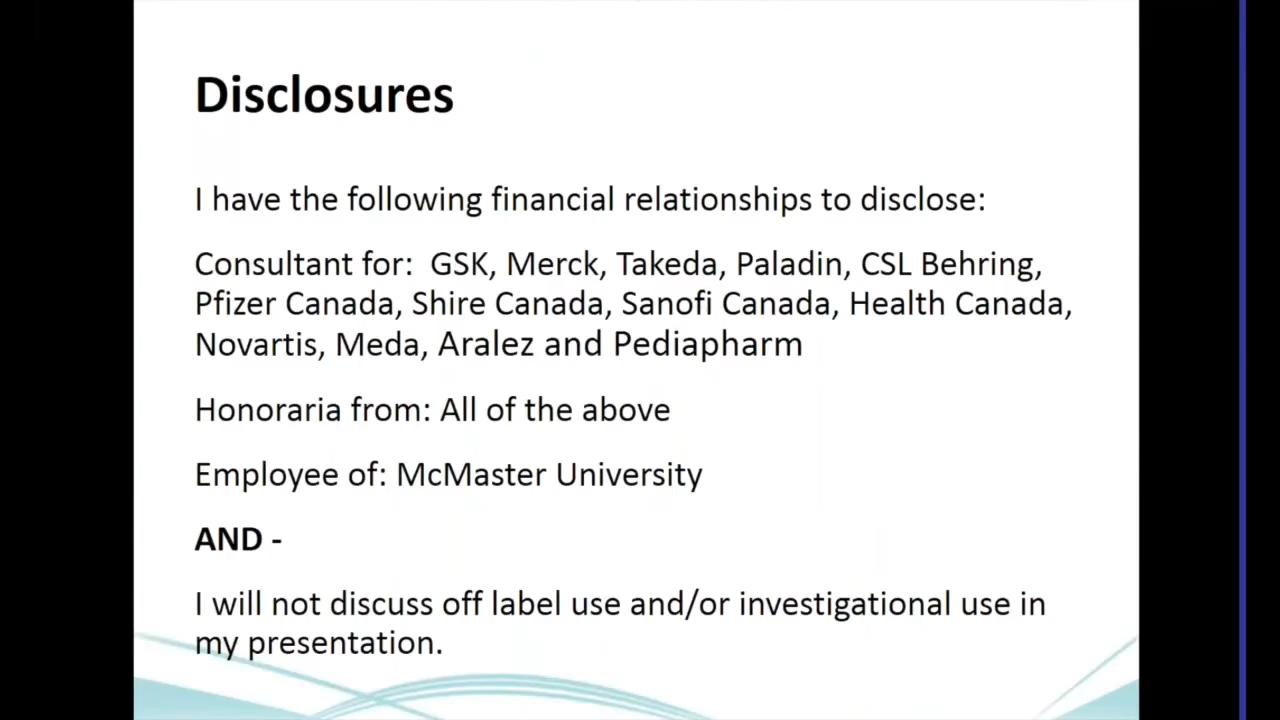 Disclosures
I have the following financial relationships to disclose:
Consultant for:  GSK, Merck, Takeda, Paladin, CSL Behring,
Pfizer Canada, Shire Canada, Sanofi Canada, Health Canada,
Novartis, Meda, Aralez and Pediapharm
Honoraria from: All of the above
Employee of: McMaster University
AND -
I will not discuss off label use and/or investigational use in
my presentation.